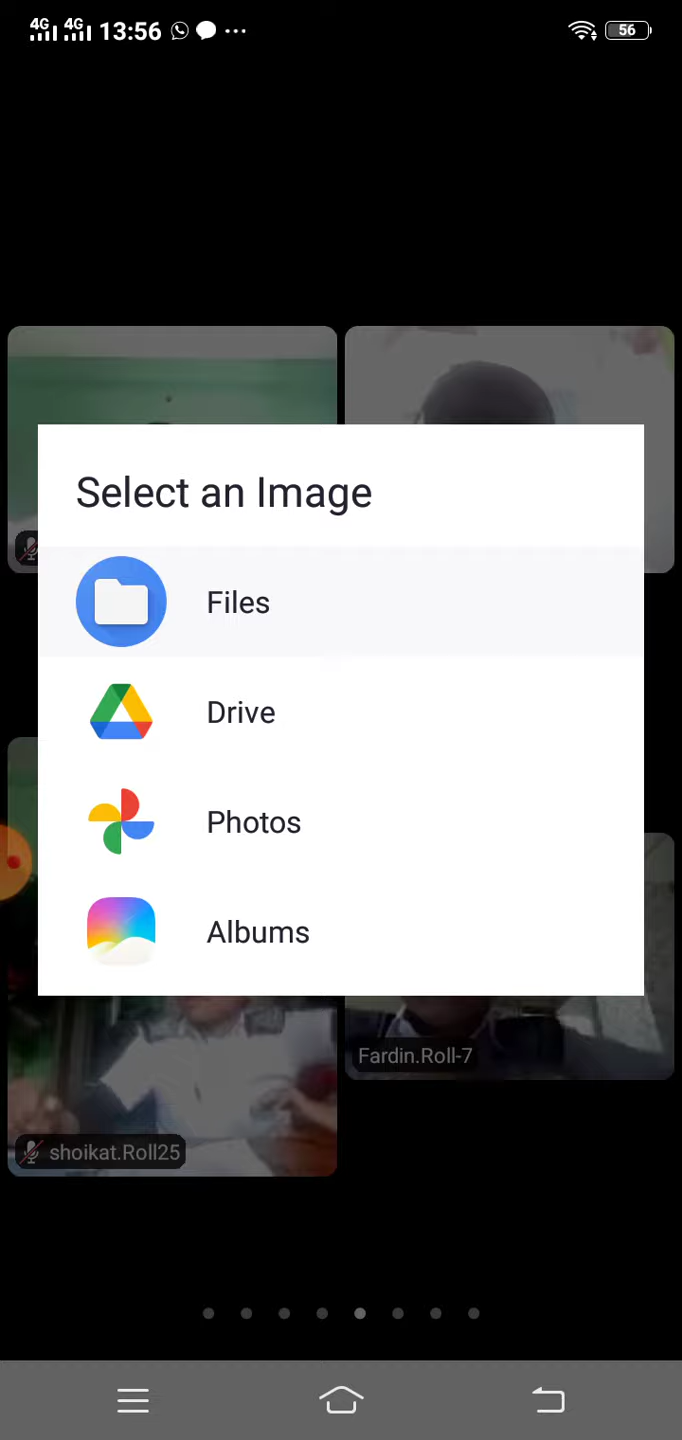 4G 4G 13:56 56
Select an Image
Files
Drive
Photos
Albums
Fardin.Roll-7
shoikat.Roll25